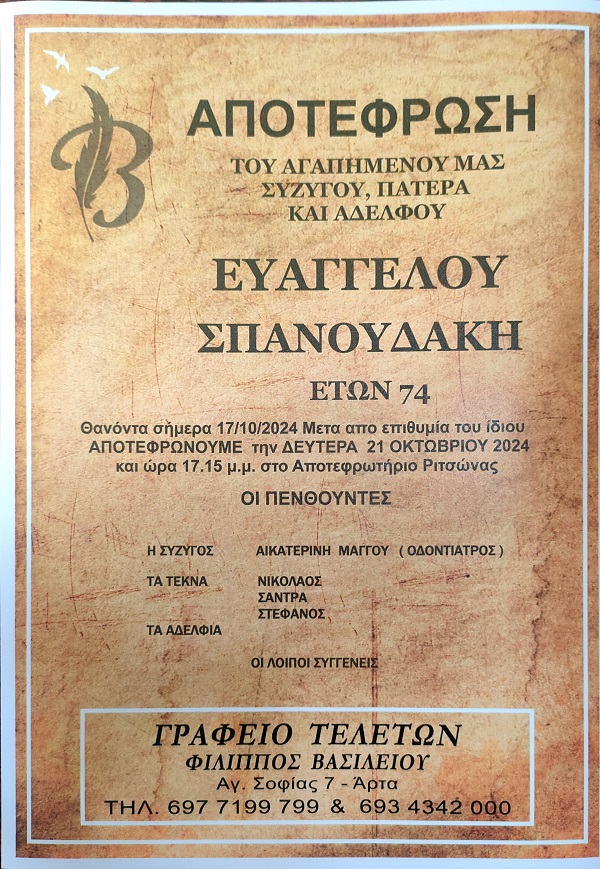 Β
ΑΠΟΤΕΦΡΩΣΗ
ΤΟΥ ΑΓΑΠΗΜΕΝΟΥ ΜΑΣ
ΣΥΖΥΓΟΥ, ΠΑΤΕΡΑ
ΚΑΙ ΑΔΕΛΦΟΥ
ΕΥΑΓΓΕΛΟΥ
ΣΠΑΝΟΥΔΑΚΗ
ΕΤΩΝ 74
Θανόντα σήμερα 17/10/2024 Μετα απο επιθυμία του ίδιου
ΑΠΟΤΕΦΡΩΝΟΥΜΕ την ΔΕΥΤΕΡΑ 21 ΟΚΤΩΒΡΙΟΥ 2024
και ώρα 17.15 μ.μ. στο Αποτεφρωτήριο Ριτσώνας
ΟΙ ΠΕΝΘΟΥΝΤΕΣ
Η ΣΥΖΥΓΟΣ ΑΙΚΑΤΕΡΙΝΗ ΜΑΓΓΟΥ ( ΟΔΟΝΤΙΑΤΡΟΣ )
ΤΑ ΤΕΚΝΑ ΝΙΚΟΛΑΟΣ
ΣΑΝΤΡΑ
ΣΤΕΦΑΝΟΣ
ΤΑ ΑΔΕΛΦΙΑ
ΟΙ ΛΟΙΠΟΙ ΣΥΓΓΕΝΕΙΣ
ΓΡΑΦΕΙΟ ΤΕΛΕΤΩΝ
ΦΙΛΙΠΠΟΣ ΒΑΣΙΛΕΙΟΥ
Αγ. Σοφίας 7 - Άρτα
ΤΗΛ. 697 7199 799 & 693 4342 000